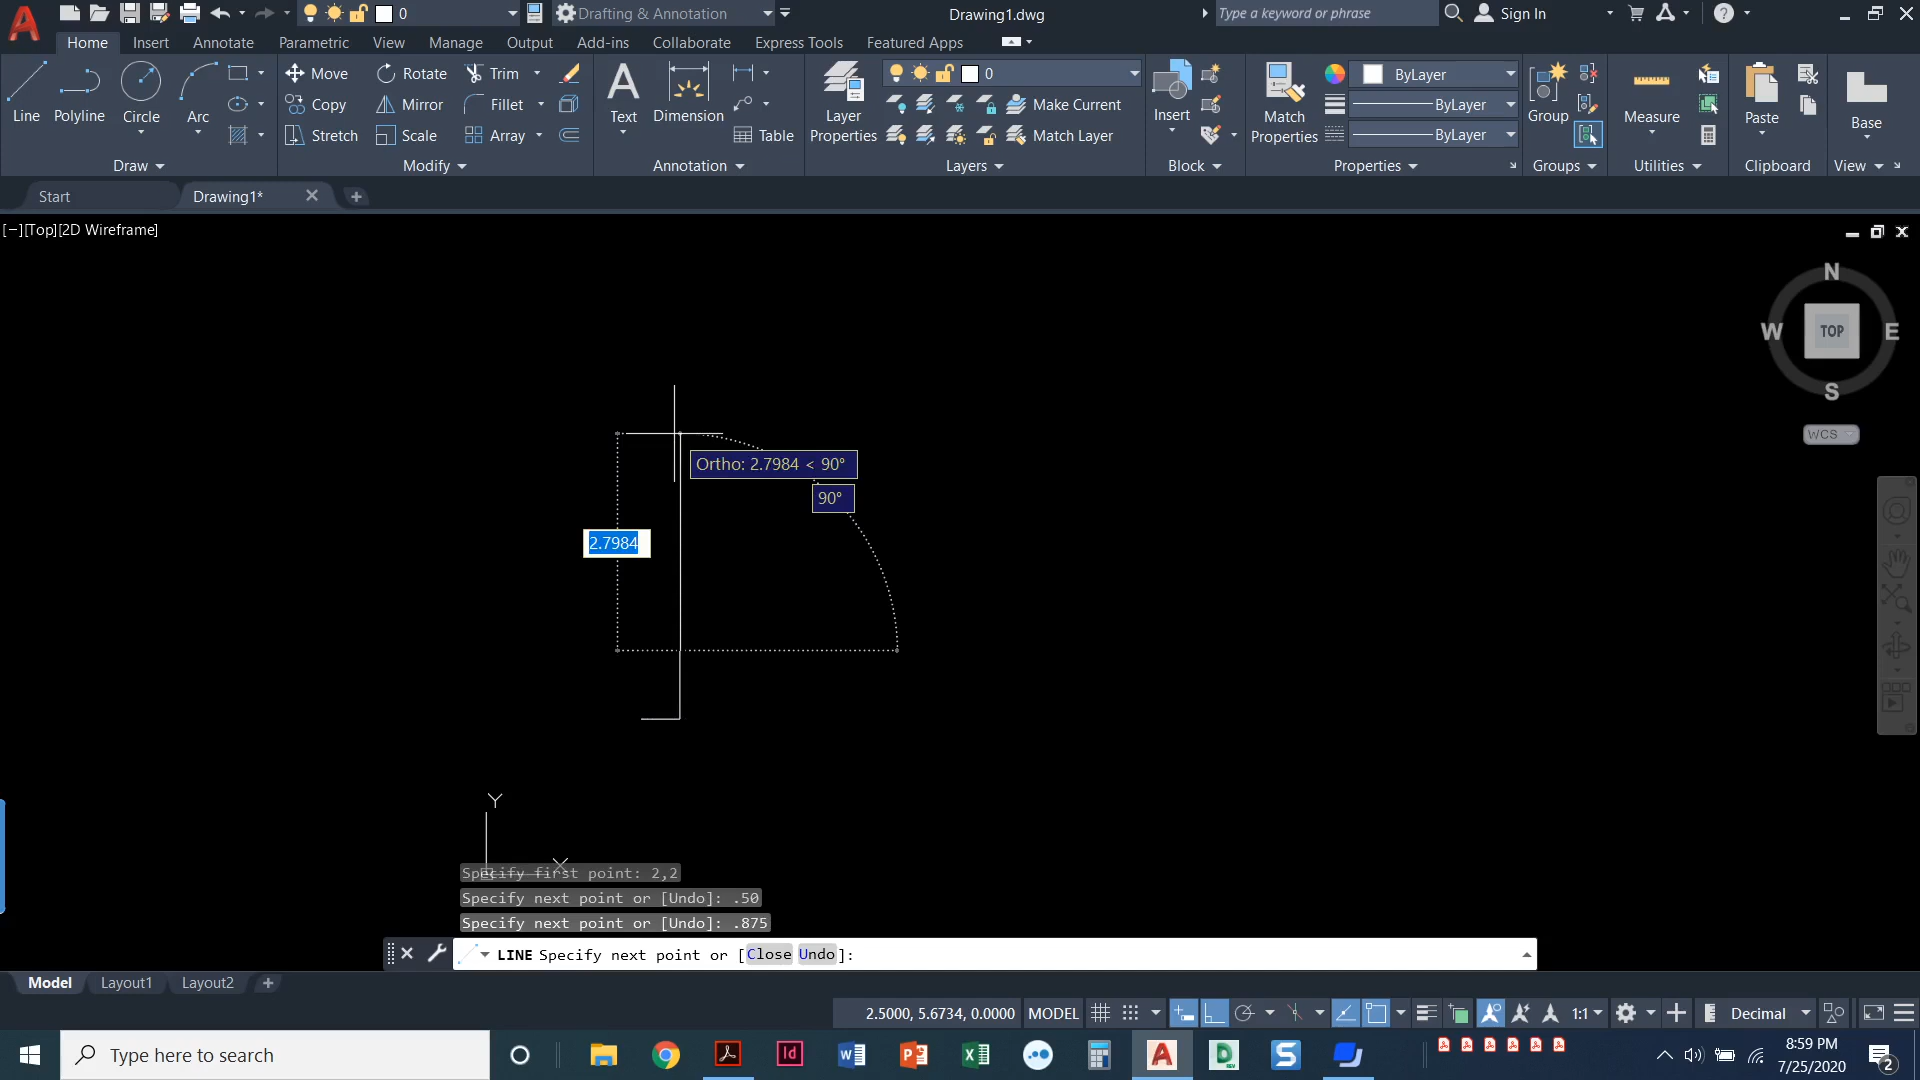 0
Drafting & Annotation
Drawing1.dwg
Type a keyword or phrase
Sign In
Home Insert Annotate Parametric View Manage Output Add-ins Collaborate Express Tools Featured Apps
Line Polyline Circle Arc
Move Rotate Trim
Copy Mirror Fillet
Stretch Scale Array
Text Dimension
Table
Layer Properties
0
Make Current
Match Layer
Insert
Match Properties
ByLayer
ByLayer
ByLayer
Group
Measure
Paste
Base
Draw Modify Annotation Layers Block Properties Groups Utilities Clipboard View
Start Drawing1*
[−][Top][2D Wireframe]
N
W TOP E
S
WCS
Ortho: 2.7984 < 90°
90°
2.7984
Y
X
Specify first point: 2,2
Specify next point or [Undo]: .50
Specify next point or [Undo]: .875
LINE Specify next point or [Close Undo]:
Model Layout1 Layout2
2.5000, 5.6734, 0.0000 MODEL 1:1 Decimal
Type here to search
8:59 PM
7/25/2020
2